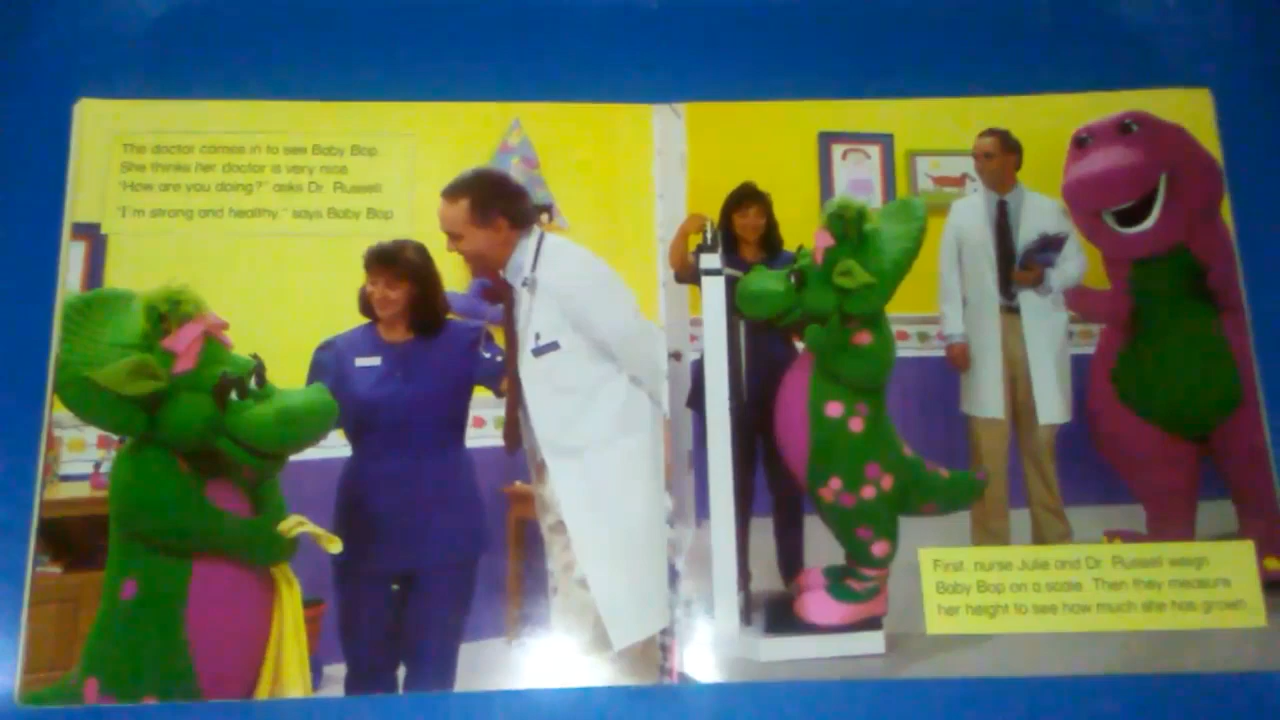 The doctor comes in to see Baby Bop.
She thinks her doctor is very nice.
"How are you doing?" asks Dr. Russell.
"I'm strong and healthy," says Baby Bop.
First, nurse Julie and Dr. Russell weigh
Baby Bop on a scale. Then they measure
her height to see how much she has grown.